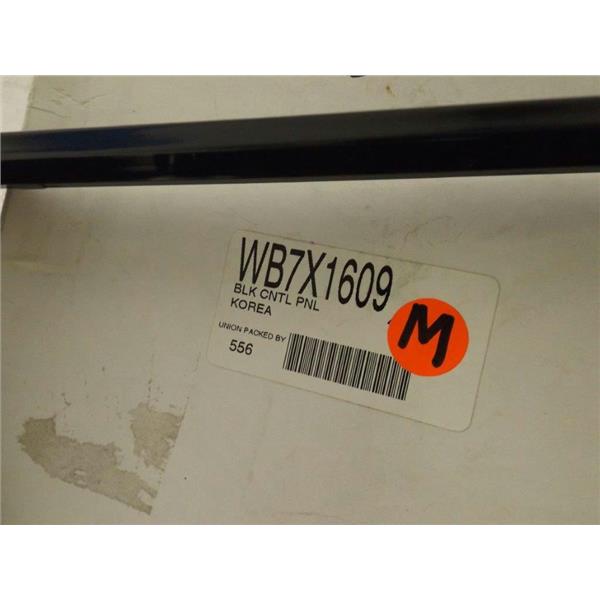 WB7X1609
BLK CNTL PNL
KOREA
UNION PACKED BY
556
M